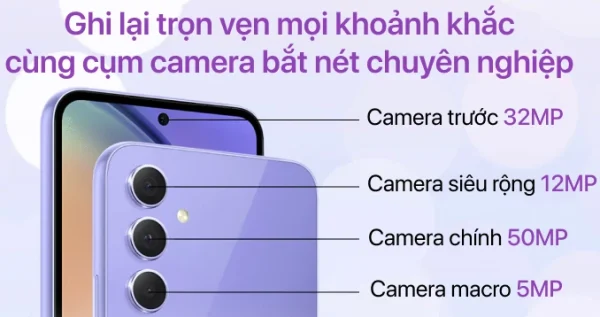 Ghi lại trọn vẹn mọi khoảnh khắc
cùng cụm camera bắt nét chuyên nghiệp
Camera trước 32MP
Camera siêu rộng 12MP
Camera chính 50MP
Camera macro 5MP